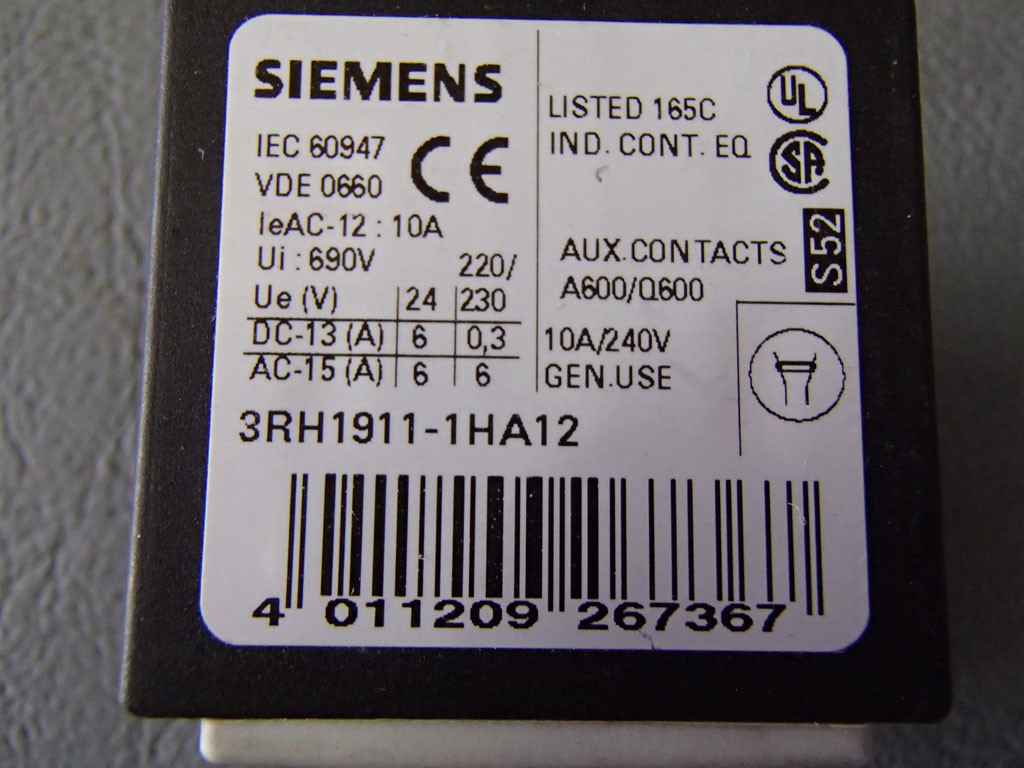 SIEMENS
IEC 60947
VDE 0660
CE
IeAC-12 : 10A
Ui : 690V
220/
Ue (V) 24 230
DC-13 (A) 6 0,3
AC-15 (A) 6 6
LISTED 165C
IND. CONT. EQ
UL
SA
S52
AUX.CONTACTS
A600/Q600
10A/240V
GEN.USE
3RH1911-1HA12
4 011209 267367